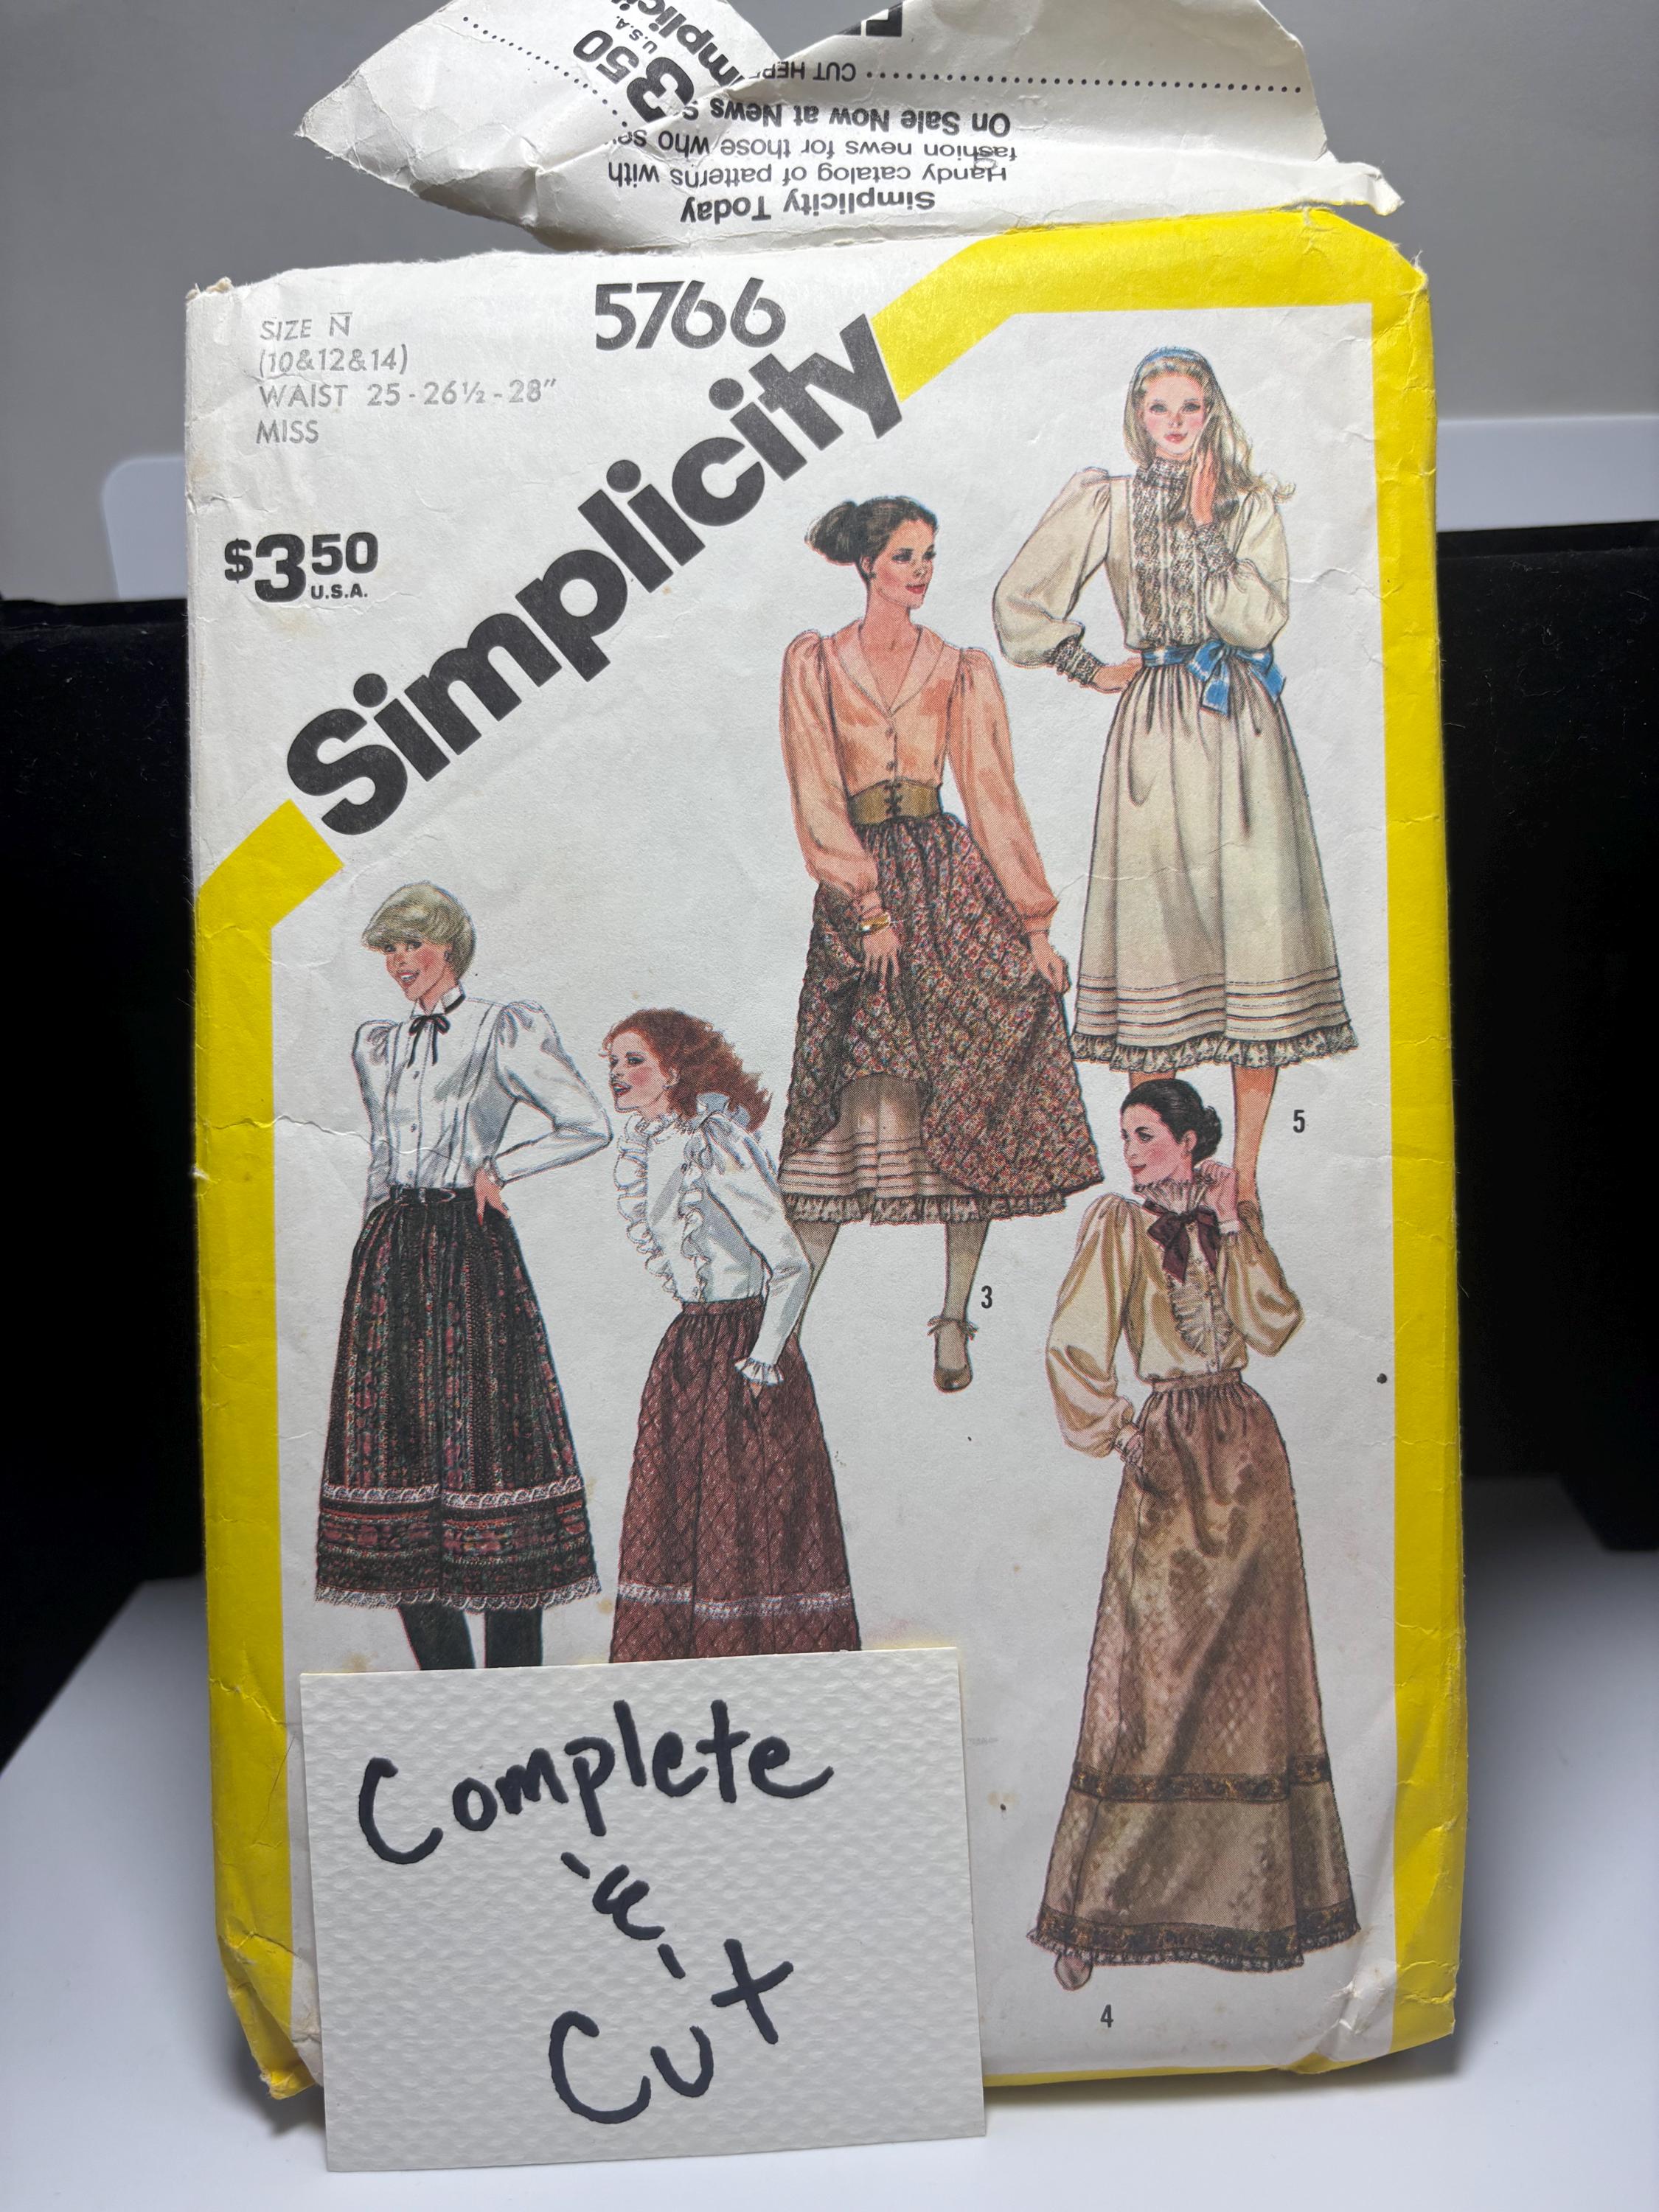 $3 50
U.S.A.
Simplici
CUT HERE
On Sale Now at News S
fashion news for those who se
Handy catalog of patterns with
Simplicity Today
5766
SIZE N
(10&12&14)
WAIST 25-26½-28"
MISS
$3 50
U.S.A.
Simplicity
5
3
4
Complete
&
Cut